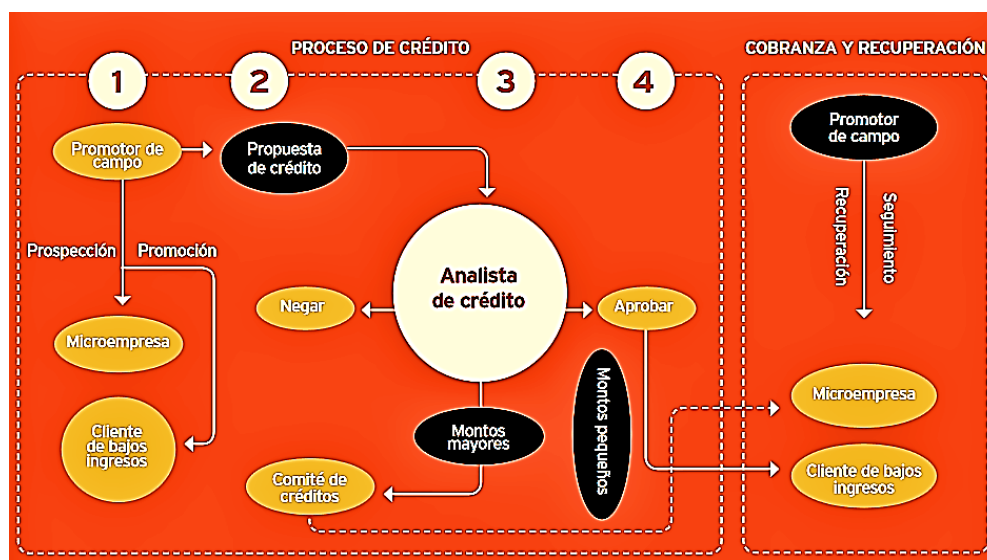 PROCESO DE CRÉDITO
COBRANZA Y RECUPERACIÓN
1
2
3
4
Promotor de
campo
Propuesta
de crédito
Prospección
Promoción
Microempresa
Cliente
de bajos
ingresos
Analista
de crédito
Negar
Aprobar
Montos
mayores
Montos pequeños
Comité de
créditos
Promotor
de campo
Recuperación
Seguimiento
Microempresa
Cliente de bajos
ingresos